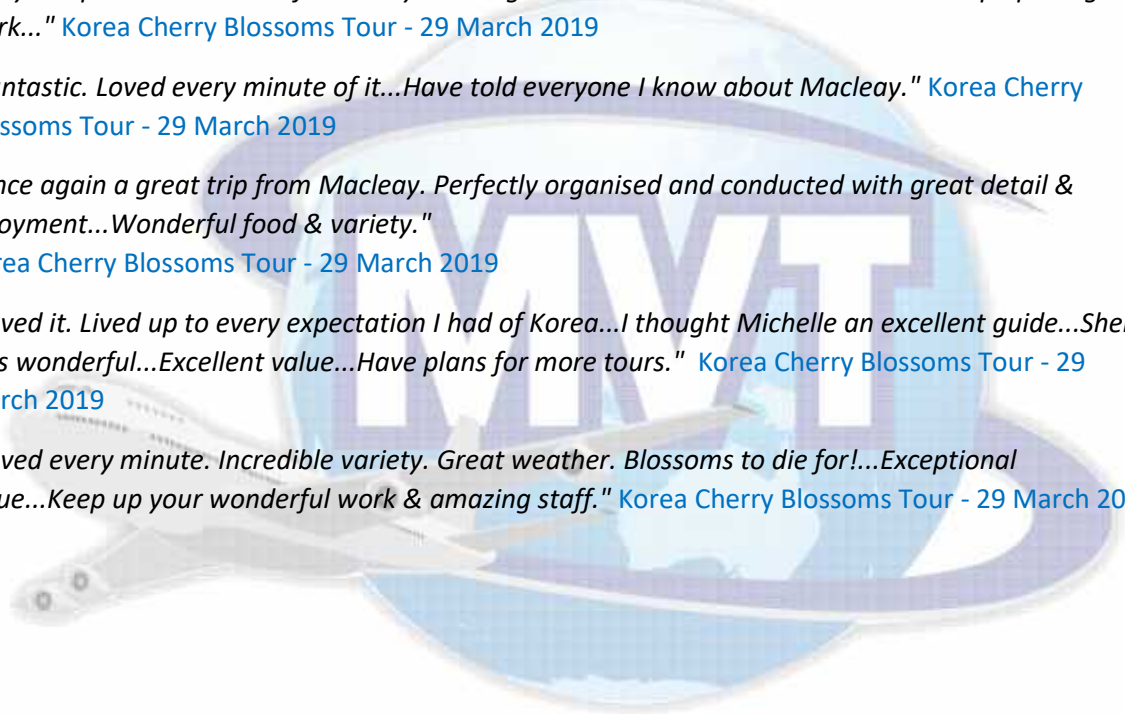 rk..." Korea Cherry Blossoms Tour - 29 March 2019
ntastic. Loved every minute of it...Have told everyone I know about Macleay." Korea Cherry
ssoms Tour - 29 March 2019
nce again a great trip from Macleay. Perfectly organised and conducted with great detail &
oyment...Wonderful food & variety."
rea Cherry Blossoms Tour - 29 March 2019
ved it. Lived up to every expectation I had of Korea...I thought Michelle an excellent guide...She
s wonderful...Excellent value...Have plans for more tours." Korea Cherry Blossoms Tour - 29
rch 2019
ved every minute. Incredible variety. Great weather. Blossoms to die for!...Exceptional
ue...Keep up your wonderful work & amazing staff." Korea Cherry Blossoms Tour - 29 March 20
MVT